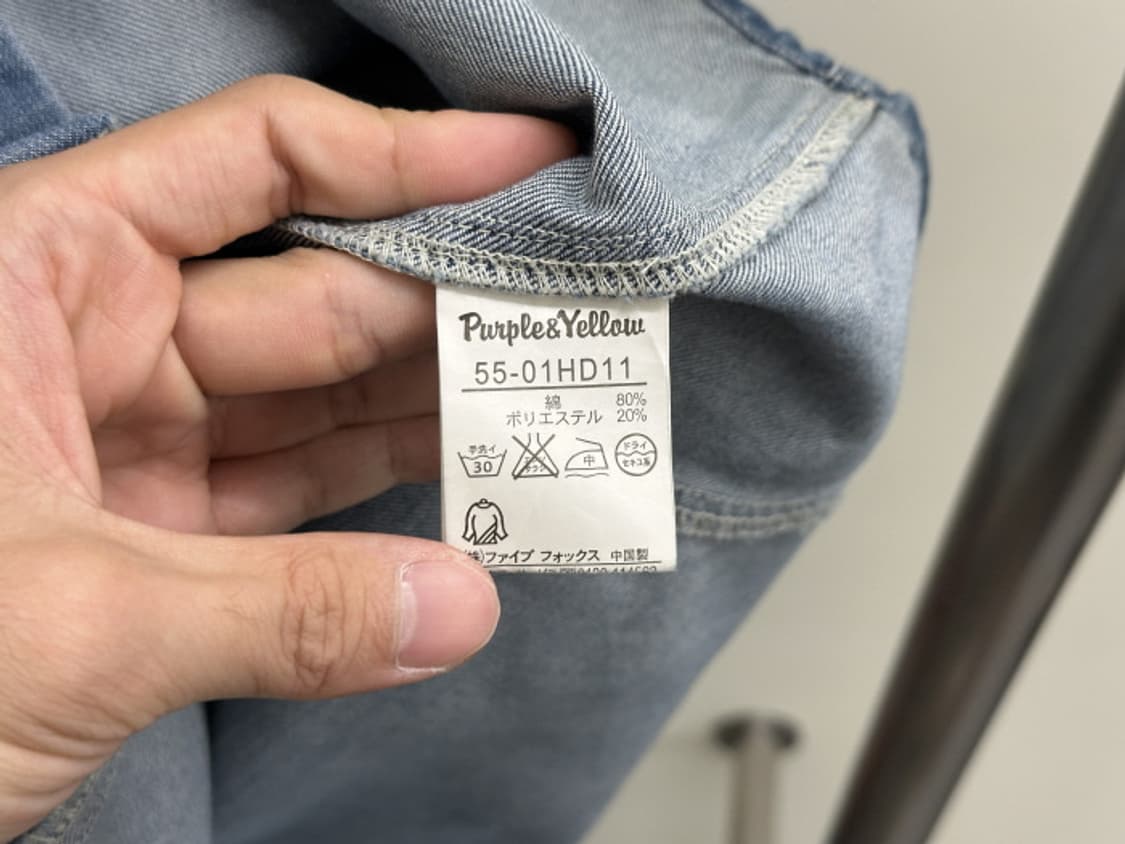 Purple&Yellow
55-01HD11
綿 80%
ポリエステル 20%
手洗イ
30
中
ドライ
セキユ系
(株)ファイブ フォックス 中国製